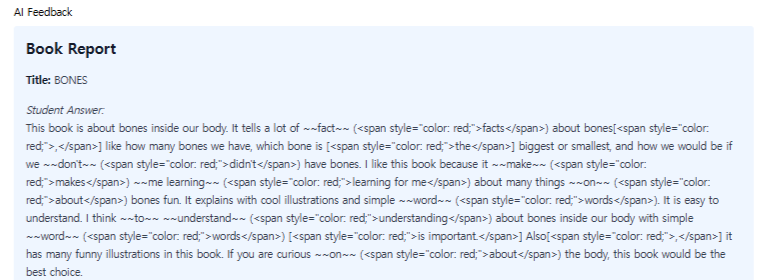 AI Feedback
Book Report
Title: BONES
Student Answer:
This book is about bones inside our body. It tells a lot of ~~fact~~ (<span style="color: red;">facts</span>) about bones[<span style="color:
red;">,</span>] like how many bones we have, which bone is [<span style="color: red;">the</span>] biggest or smallest, and how we would be if
we ~~don't~~ (<span style="color: red;">didn't</span>) have bones. I like this book because it ~~make~~ (<span style="color:
red;">makes</span>) ~~me learning~~ (<span style="color: red;">learning for me</span>) about many things ~~on~~ (<span style="color:
red;">about</span>) bones fun. It explains with cool illustrations and simple ~~word~~ (<span style="color: red;">words</span>). It is easy to
understand. I think ~~to~~ ~~understand~~ (<span style="color: red;">understanding</span>) about bones inside our body with simple
~~word~~ (<span style="color: red;">words</span>) [<span style="color: red;">is important.</span>] Also[<span style="color: red;">,</span>] it
has many funny illustrations in this book. If you are curious ~~on~~ (<span style="color: red;">about</span>) the body, this book would be the
best choice.